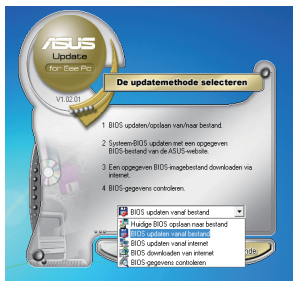 ASUS
Update
for Eee Pc
V1.02.01
De updatemethode selecteren
1 BIOS updaten/opslaan van/naar bestand.
2 Systeem-BIOS updaten met een opgegeven
BIOS-bestand van de ASUS-website.
3 Een opgegeven BIOS-imagebestand downloaden via
internet.
4 BIOS-gegevens controleren.
BIOS updaten vanaf bestand
Huidige BIOS opslaan naar bestand
BIOS updaten vanaf bestand
BIOS updaten vanaf internet
BIOS downloaden van internet
BIOS-gegevens controleren